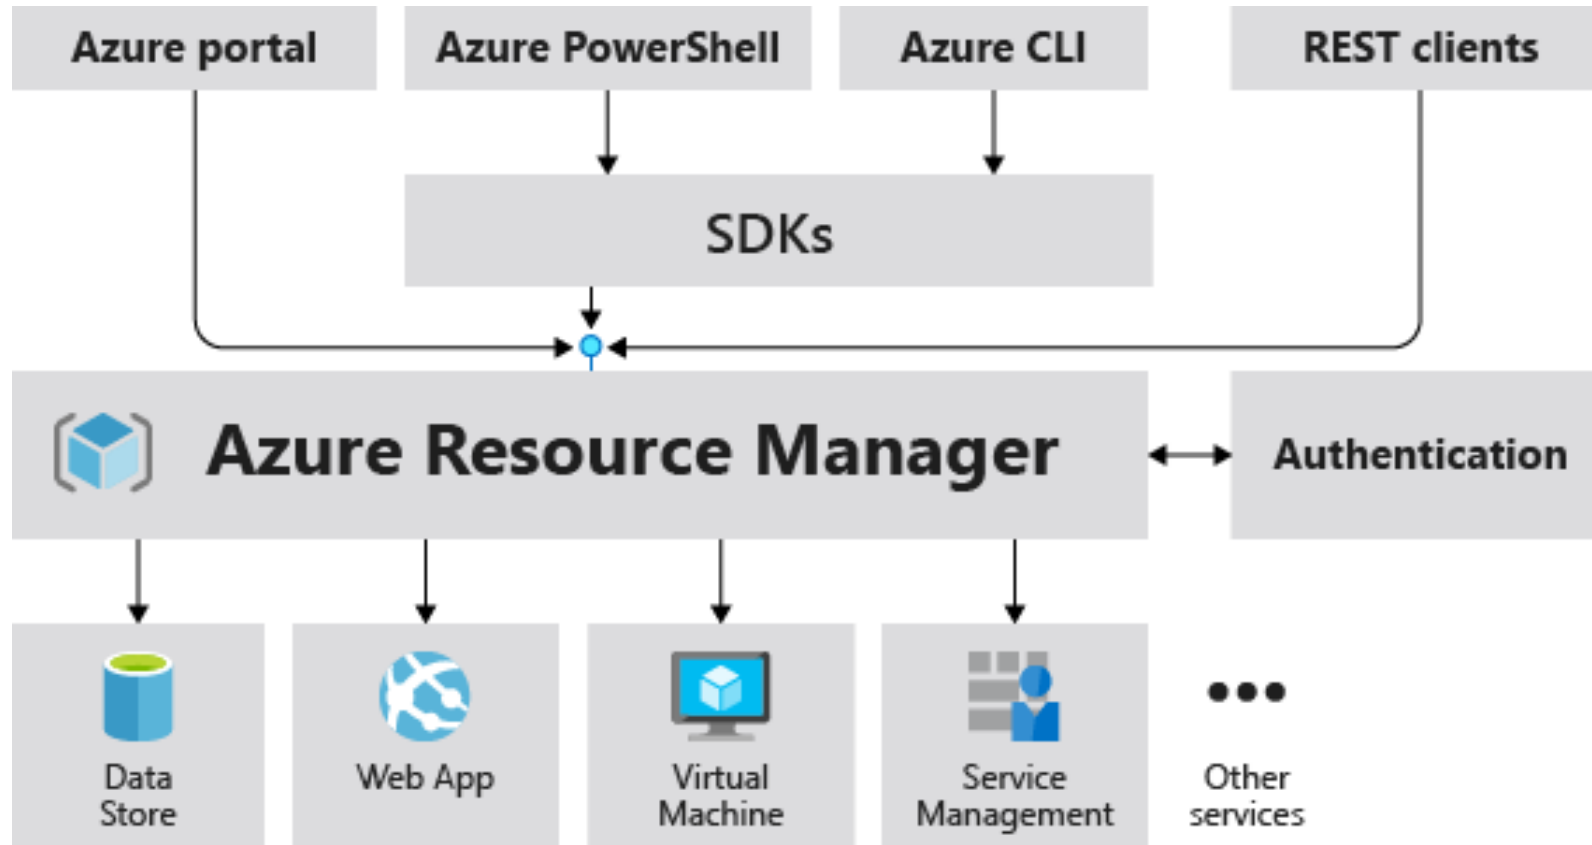 Azure portal
Azure PowerShell
Azure CLI
REST clients
SDKs
Azure Resource Manager
Authentication
Data
Store
Web App
Virtual
Machine
Service
Management
Other
services